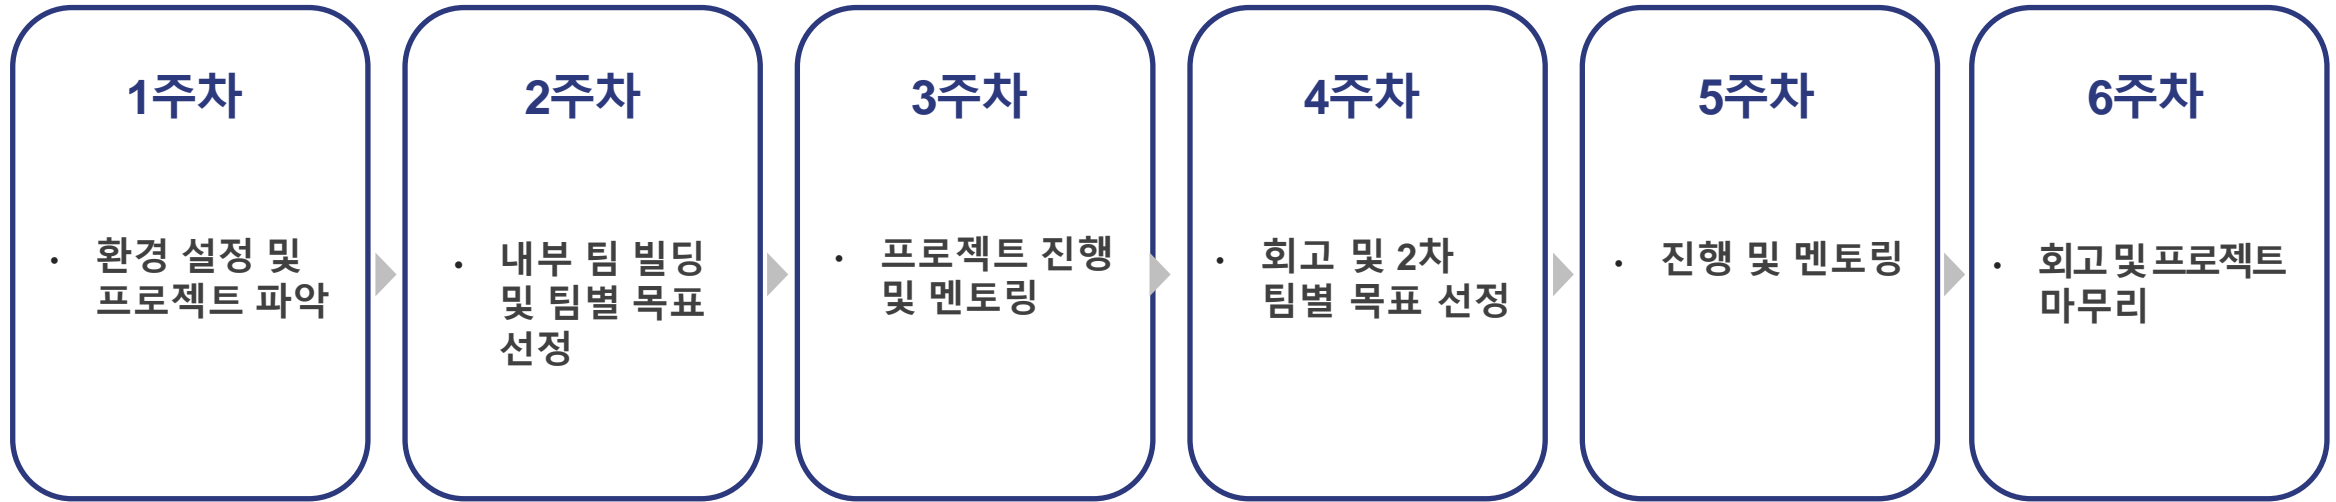 1주차
• 환경 설정 및
프로젝트 파악
2주차
• 내부 팀 빌딩
및 팀별 목표
선정
3주차
• 프로젝트 진행
및 멘토링
4주차
• 회고 및 2차
팀별 목표 선정
5주차
• 진행 및 멘토링
6주차
• 회고 및 프로젝트
마무리